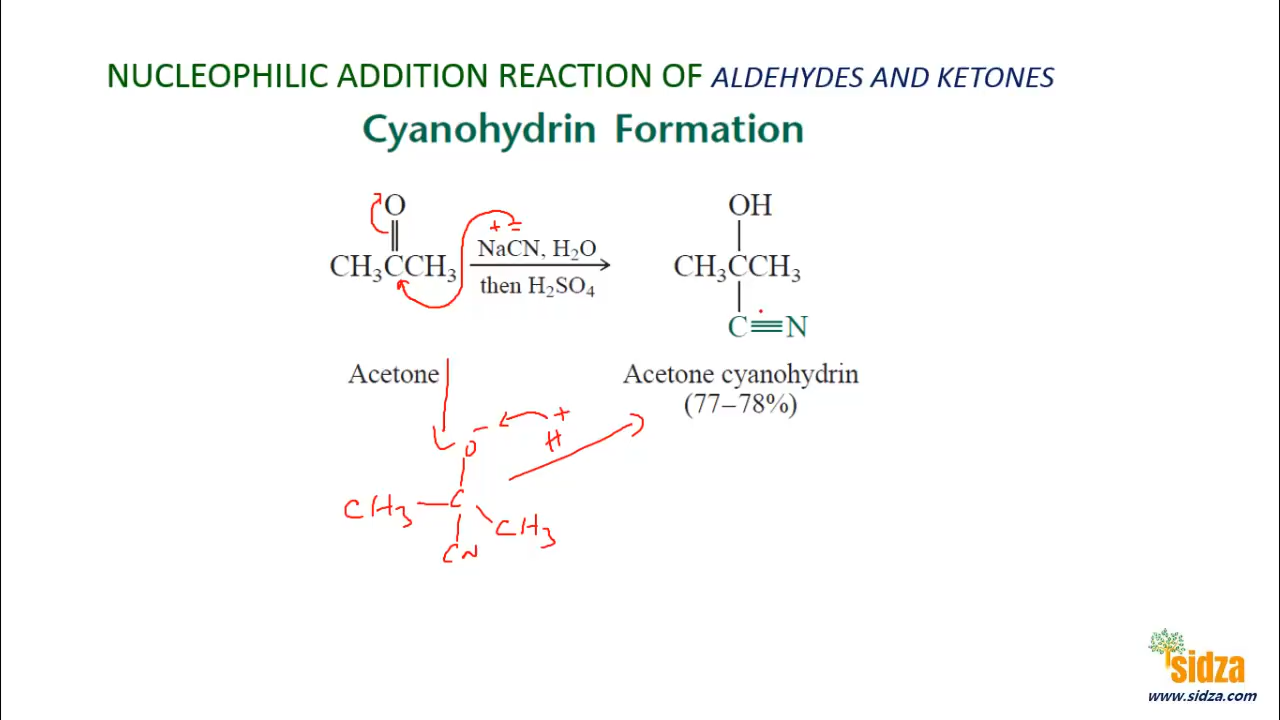 NUCLEOPHILIC ADDITION REACTION OF ALDEHYDES AND KETONES
Cyanohydrin Formation
O
CH₃CCH₃
+ =
NaCN, H₂O
then H₂SO₄
OH
CH₃CCH₃
C≡N
Acetone
Acetone cyanohydrin
(77–78%)
O⁻
+
H
CH₃—C
CH₃
CN
sidza
www.sidza.com